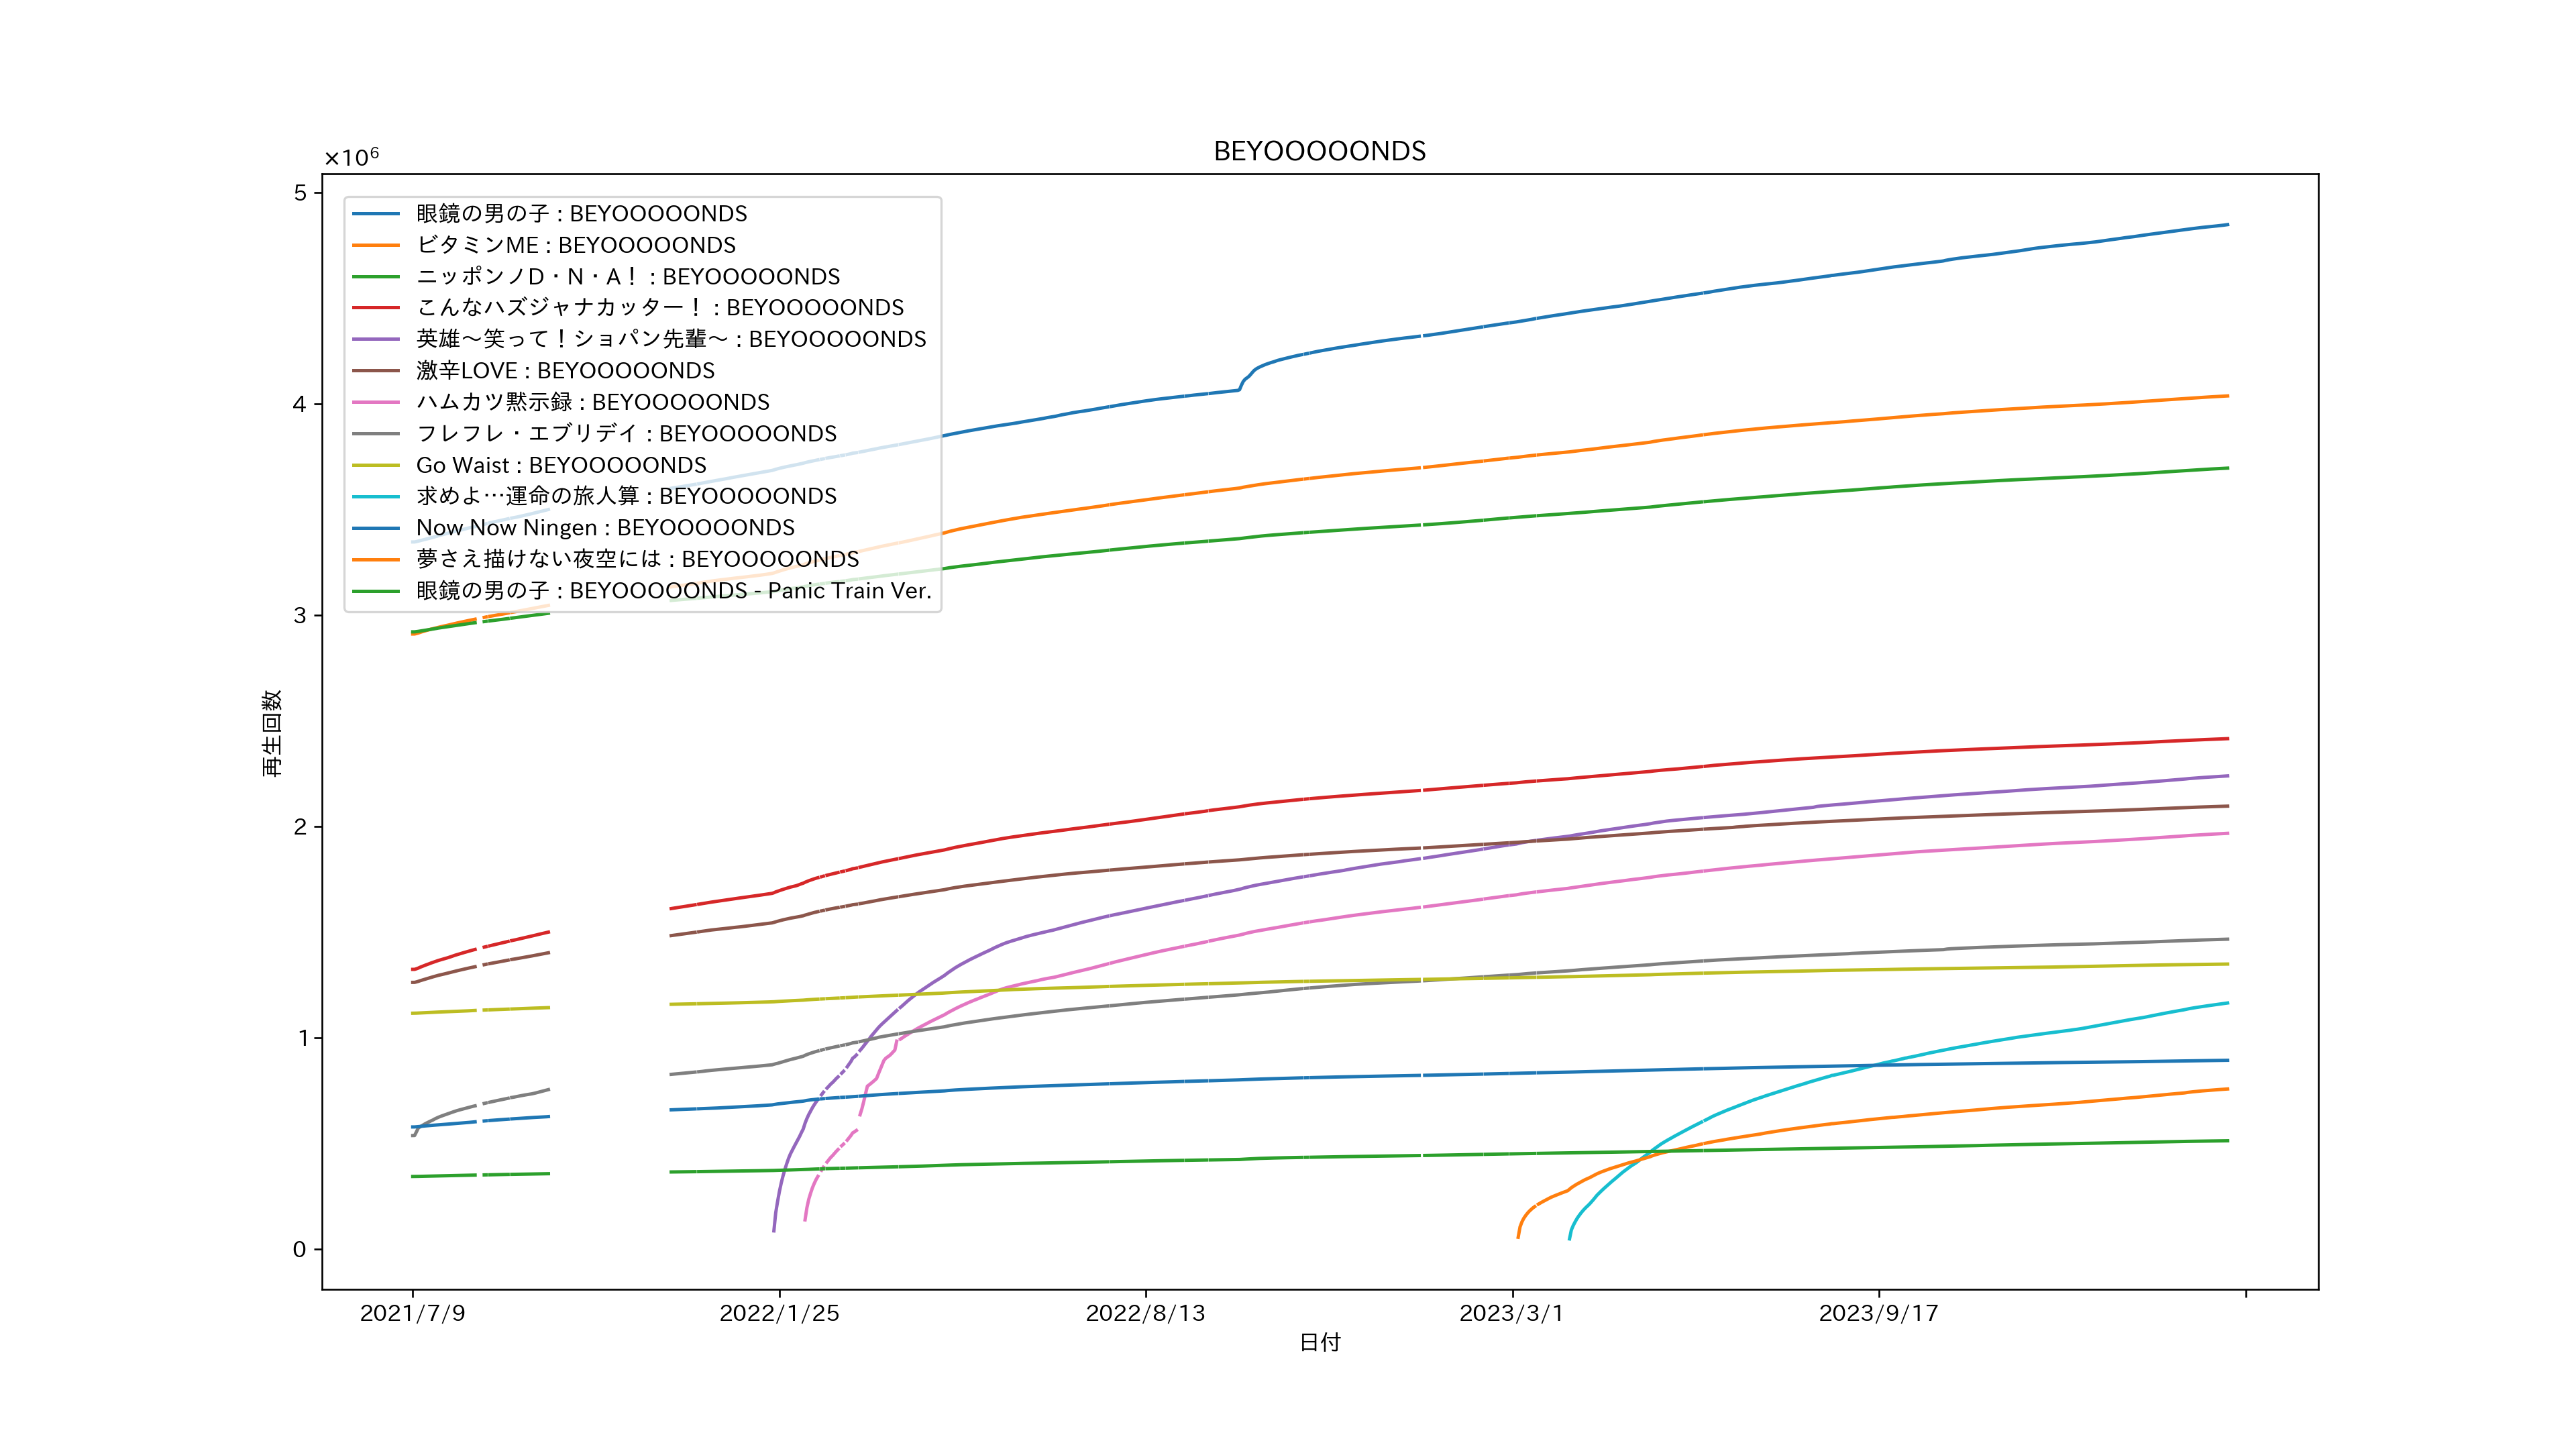 BEYOOOOONDS
×10⁶
5
4
3
2
1
0
再生回数
眼鏡の男の子 : BEYOOOOONDS
ビタミンME : BEYOOOOONDS
ニッポンノD・N・A！ : BEYOOOOONDS
こんなハズジャナカッター！ : BEYOOOOONDS
英雄〜笑って！ショパン先輩〜 : BEYOOOOONDS
激辛LOVE : BEYOOOOONDS
ハムカツ黙示録 : BEYOOOOONDS
フレフレ・エブリデイ : BEYOOOOONDS
Go Waist : BEYOOOOONDS
求めよ…運命の旅人算 : BEYOOOOONDS
Now Now Ningen : BEYOOOOONDS
夢さえ描けない夜空には : BEYOOOOONDS
眼鏡の男の子 : BEYOOOOONDS - Panic Train Ver.
2021/7/9
2022/1/25
2022/8/13
2023/3/1
2023/9/17
日付